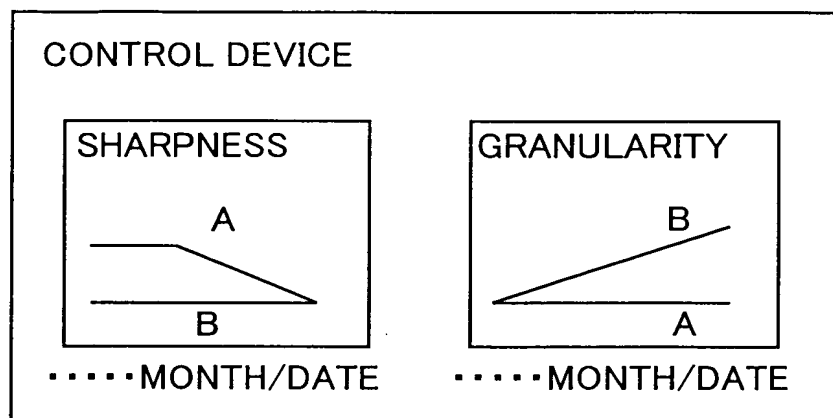 CONTROL DEVICE
SHARPNESS
A
B
·····MONTH/DATE
GRANULARITY
B
A
·····MONTH/DATE